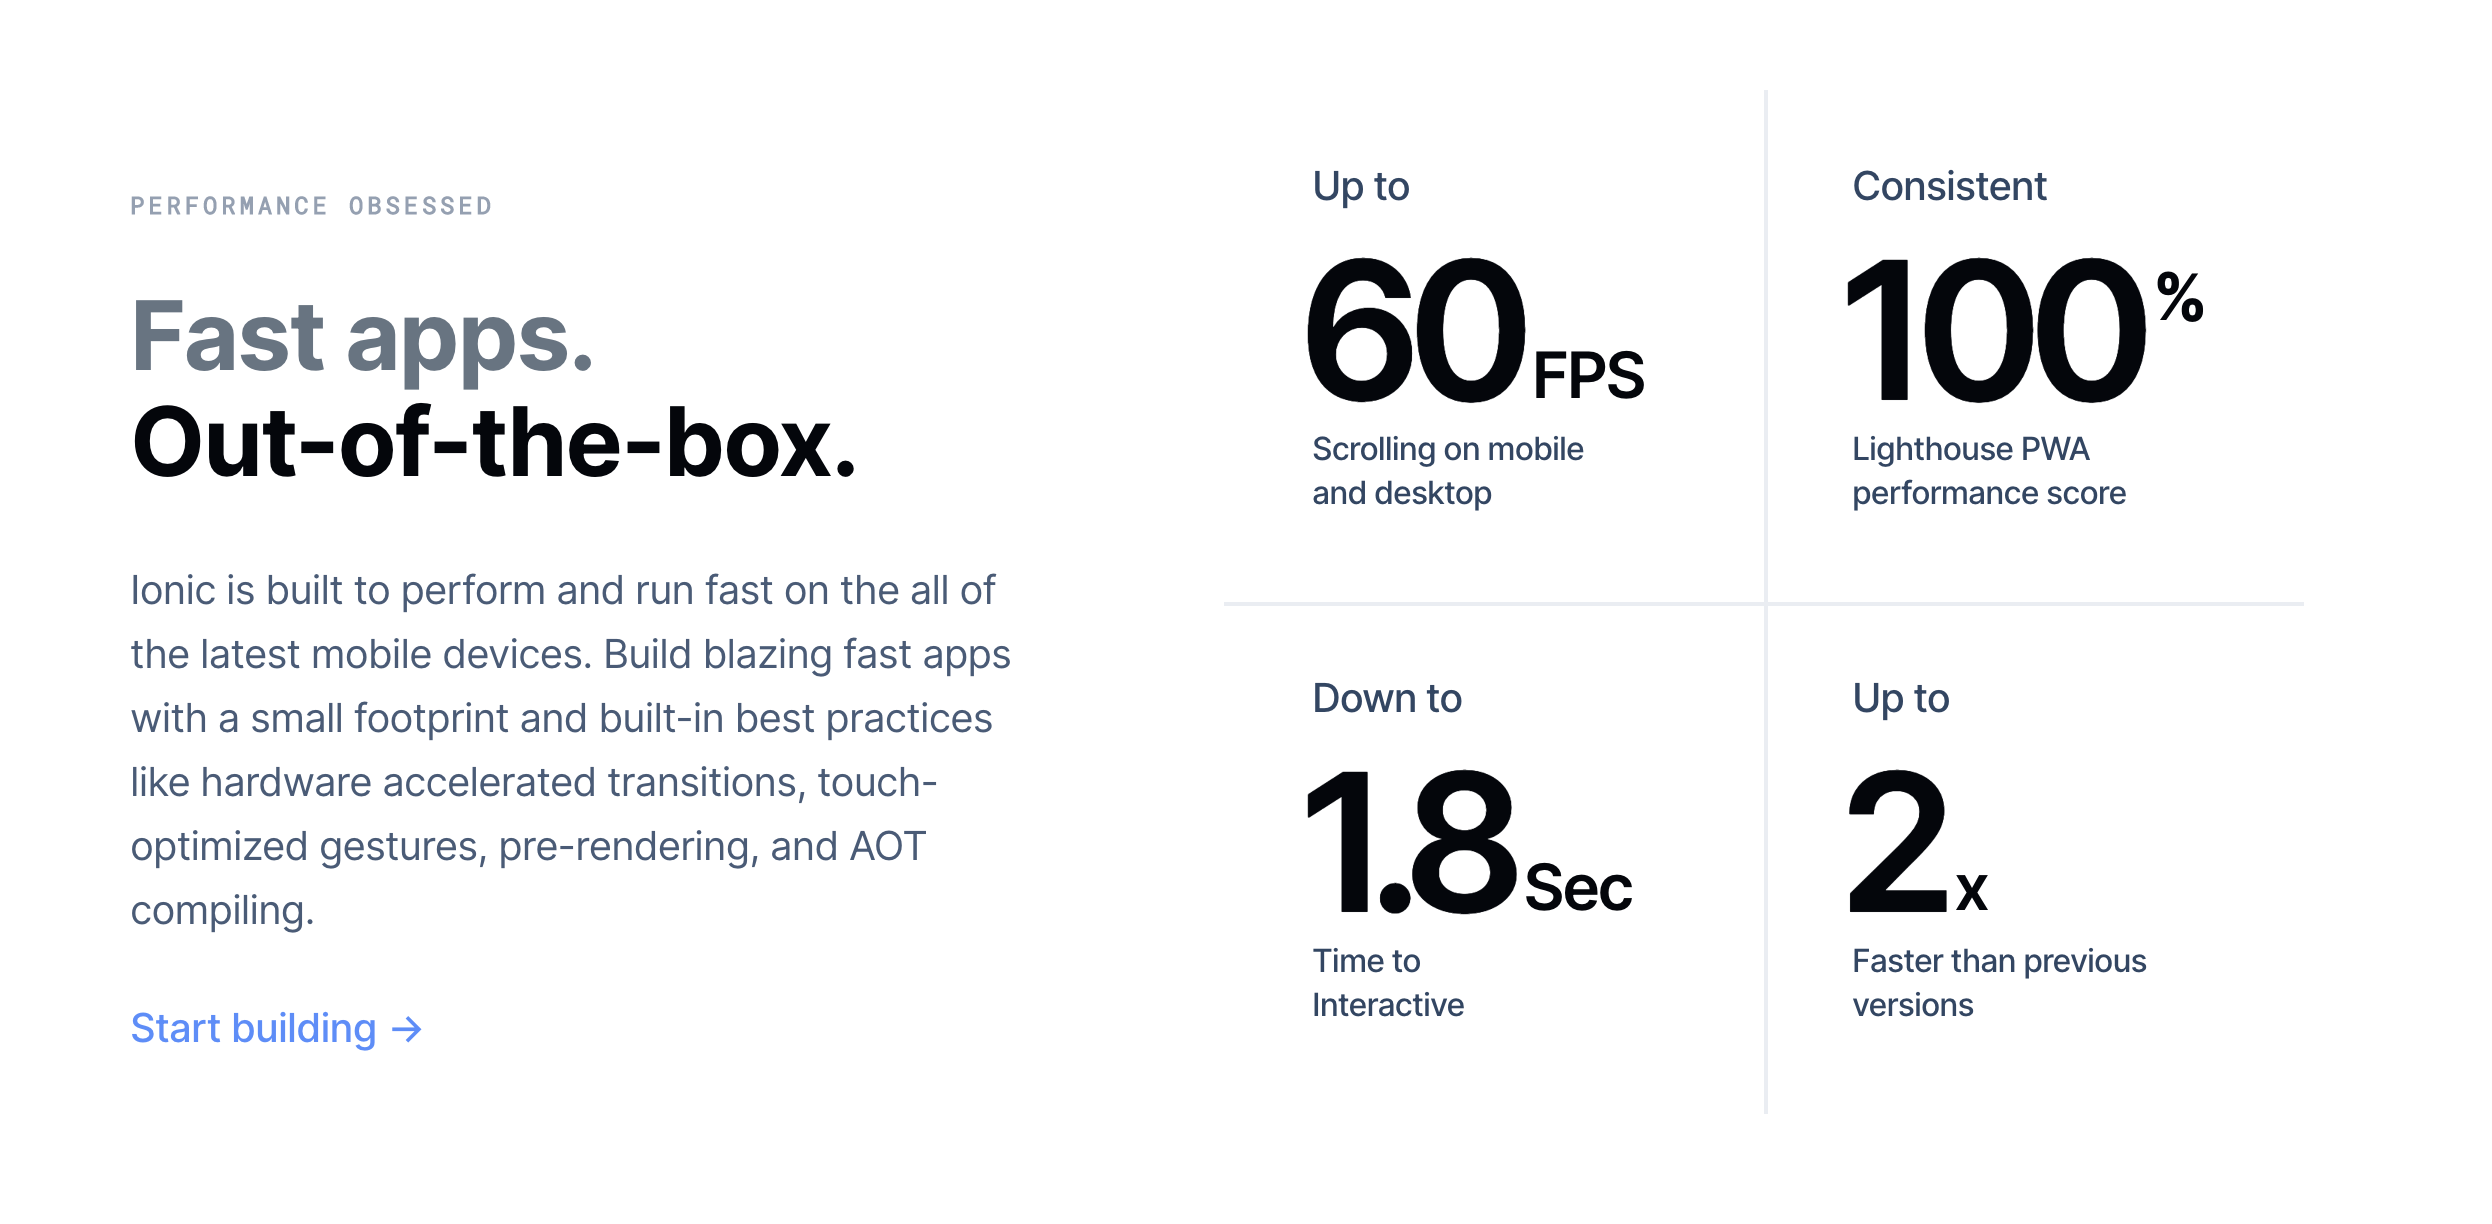 PERFORMANCE OBSESSED
Fast apps.
Out-of-the-box.
Ionic is built to perform and run fast on the all of
the latest mobile devices. Build blazing fast apps
with a small footprint and built-in best practices
like hardware accelerated transitions, touch-
optimized gestures, pre-rendering, and AOT
compiling.
Start building →
Up to
60 FPS
Scrolling on mobile
and desktop
Consistent
100%
Lighthouse PWA
performance score
Down to
1.8 Sec
Time to
Interactive
Up to
2x
Faster than previous
versions